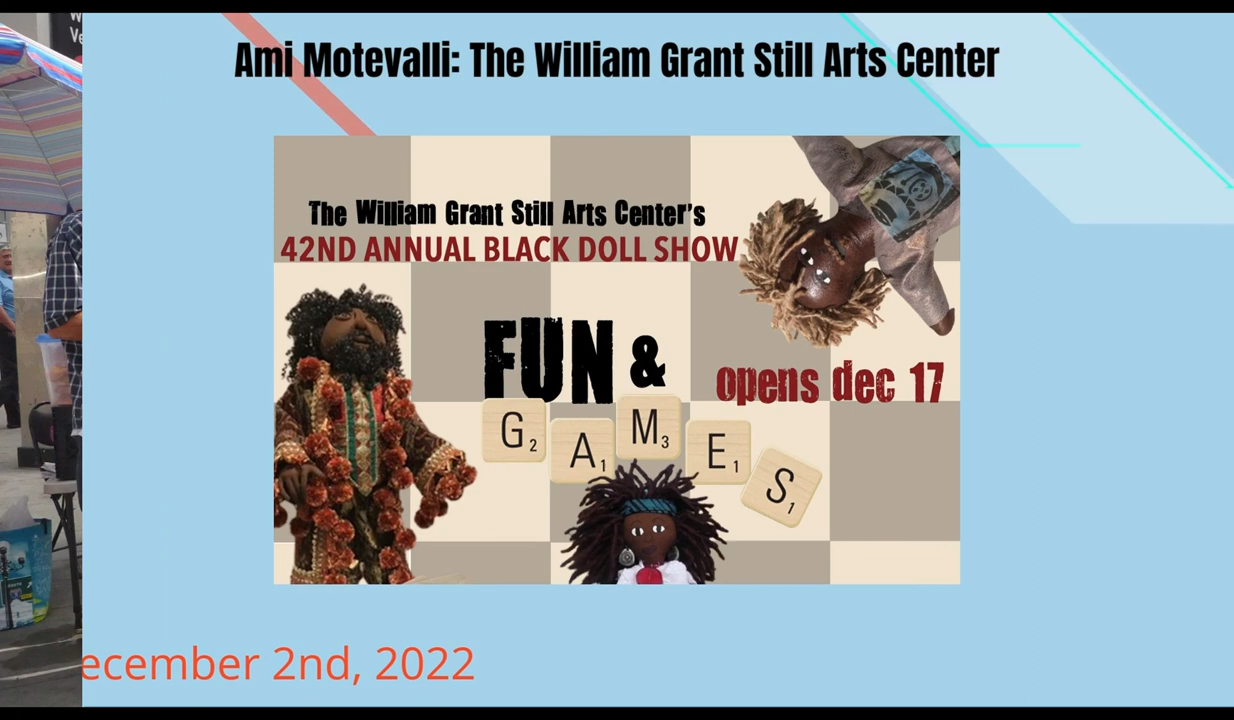 Ami Motevalli: The William Grant Still Arts Center
The William Grant Still Arts Center's
42ND ANNUAL BLACK DOLL SHOW
FUN &
opens dec 17
G2 A1 M3 E1 S1
ecember 2nd, 2022